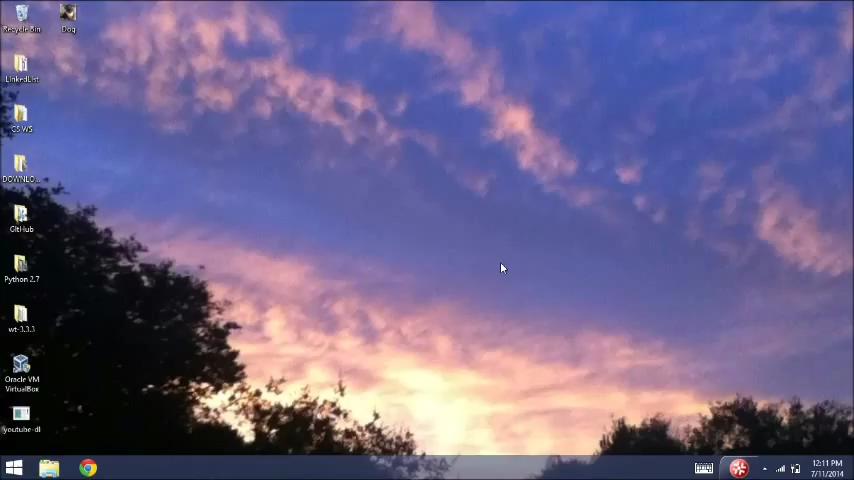 Recycle Bin
Dog
LinkedList
CS WS
DOWNLO...
GitHub
Python 2.7
wt-3.3.3
Oracle VM
VirtualBox
youtube-dl
12:11 PM
7/11/2014